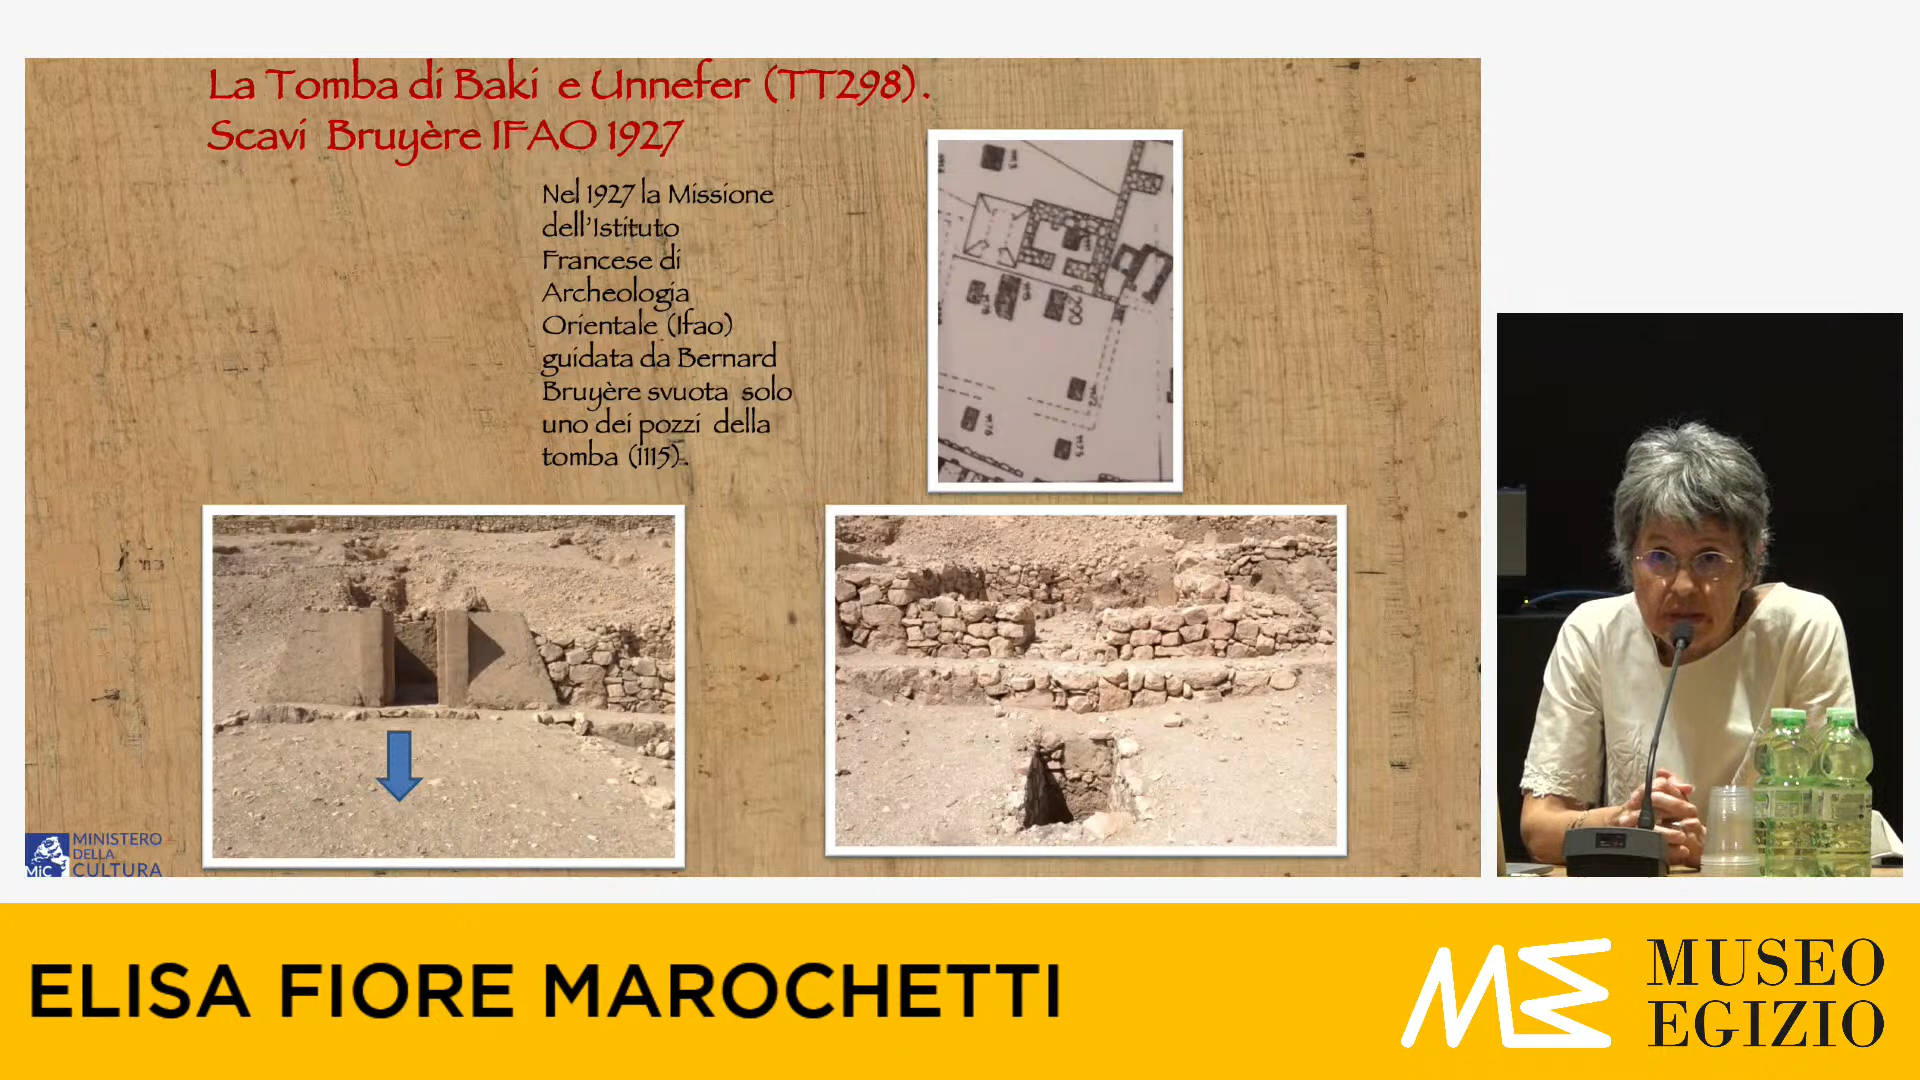 La Tomba di Baki e Unnefer (TT298).
Scavi Bruyère IFAO 1927
Nel 1927 la Missione
dell'Istituto
Francese di
Archeologia
Orientale (Ifao)
guidata da Bernard
Bruyère svuota solo
uno dei pozzi della
tomba (1115).
MiC
MINISTERO
DELLA
CULTURA
ELISA FIORE MAROCHETTI
ME
MUSEO
EGIZIO